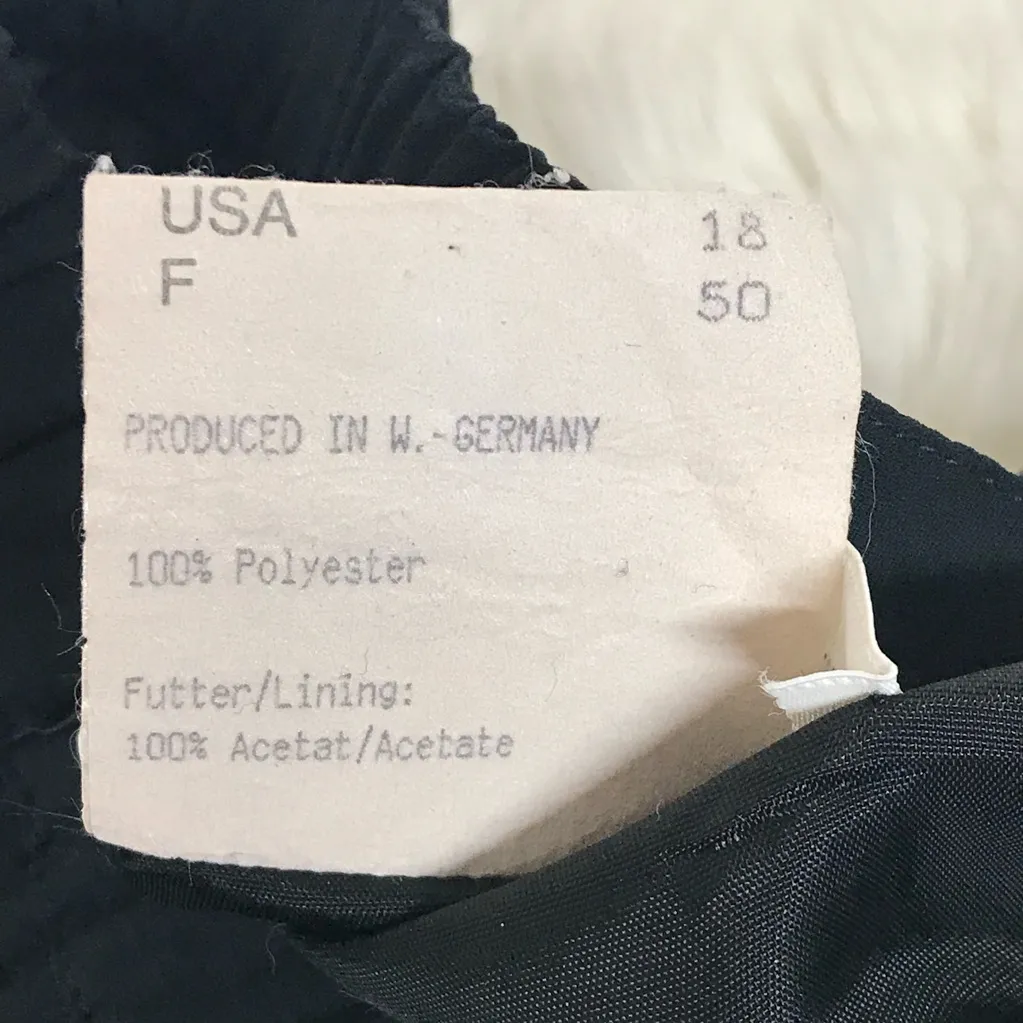 USA 18
F 50
PRODUCED IN W.-GERMANY
100% Polyester
Futter/Lining:
100% Acetat/Acetate